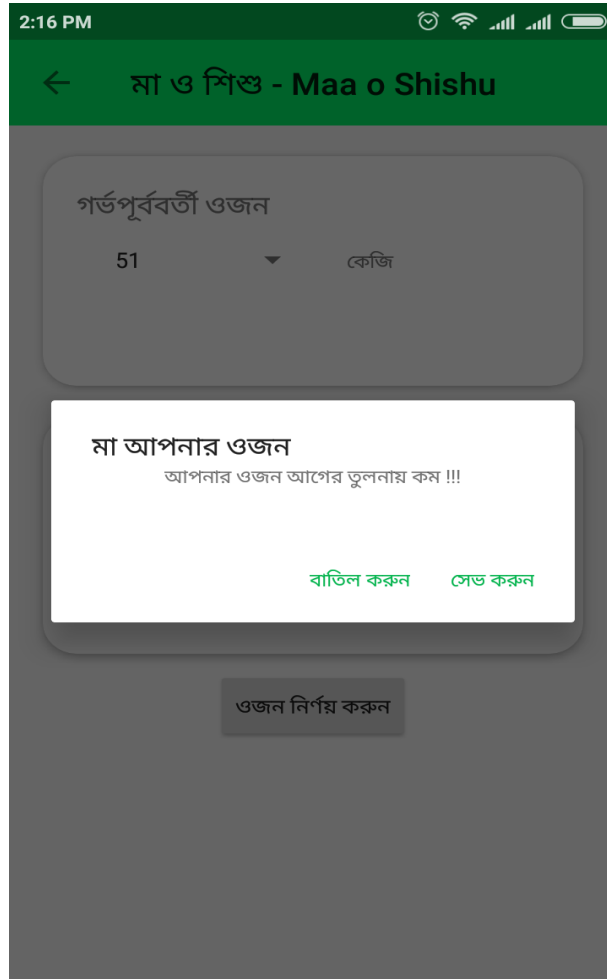 2:16 PM
মা ও শিশু - Maa o Shishu
গর্ভপূর্ববর্তী ওজন
51 কেজি
মা আপনার ওজন
আপনার ওজন আগের তুলনায় কম !!!
বাতিল করুন সেভ করুন
ওজন নির্ণয় করুন